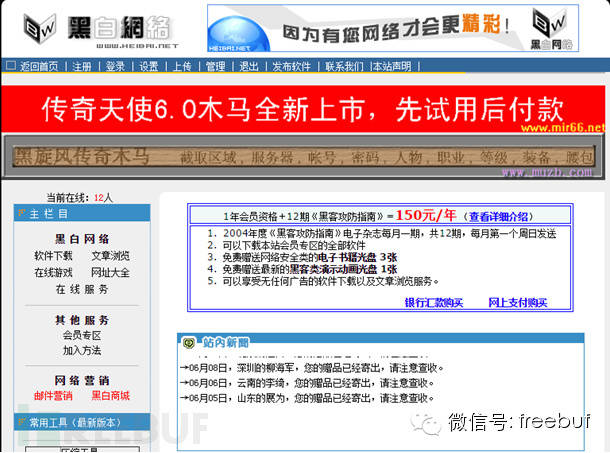 BW 黑白網絡
WWW.HEIBAI.NET
HEIBAI.NET
因为有您网络才会更精彩！
BW
黑白网络
返回首页 | 注册 | 登录 | 设置 | 上传 | 管理 | 退出 | 发布软件 | 联系我们 |本站声明 |
传奇天使6.0木马全新上市，先试用后付款
www.mir66.net
黑旋风传奇木马 截取区域，服务器，帐号，密码，人物，职业，等级，装备，腰包
www.muzb.com
当前在线：12人
主 栏 目
黑 白 网 络
软件下载 文章浏览
在线游戏 网址大全
在 线 服 务
其 他 服 务
会员专区
加入方法
网 络 营 销
邮件营销 黑白商城
常用工具（最新版本）
压缩工具
1年会员资格＋12期《黑客攻防指南》=150元/年（查看详细介绍）
1. 2004年度《黑客攻防指南》电子杂志每月一期，共12期，每月第一个周日发送
2. 可以下载本站会员专区的全部软件
3. 免费赠送网络安全类的电子书籍光盘 3张
4. 免费赠送最新的黑客类演示动画光盘 1张
5. 可以享受无任何广告的软件下载以及文章浏览服务。
银行汇款购买 网上支付购买
站內新聞
→06月08日，深圳的柳海军，您的赠品已经寄出，请注意查收。
→06月06日，云南的李绮，您的赠品已经寄出，请注意查收。
→06月05日，山东的展为，您的赠品已经寄出，请注意查收。
微信号: freebuf
FREEBUF